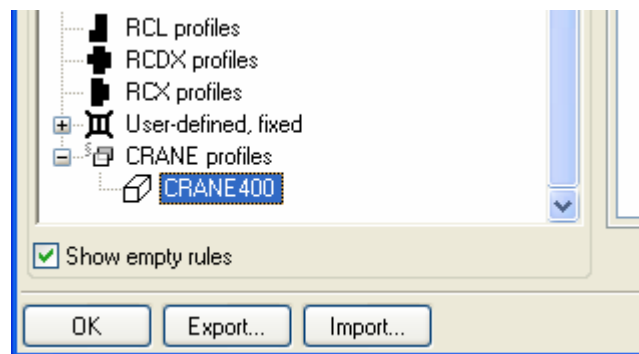 RCL profiles
RCDX profiles
RCX profiles
User-defined, fixed
CRANE profiles
CRANE400
Show empty rules
OK Export... Import...